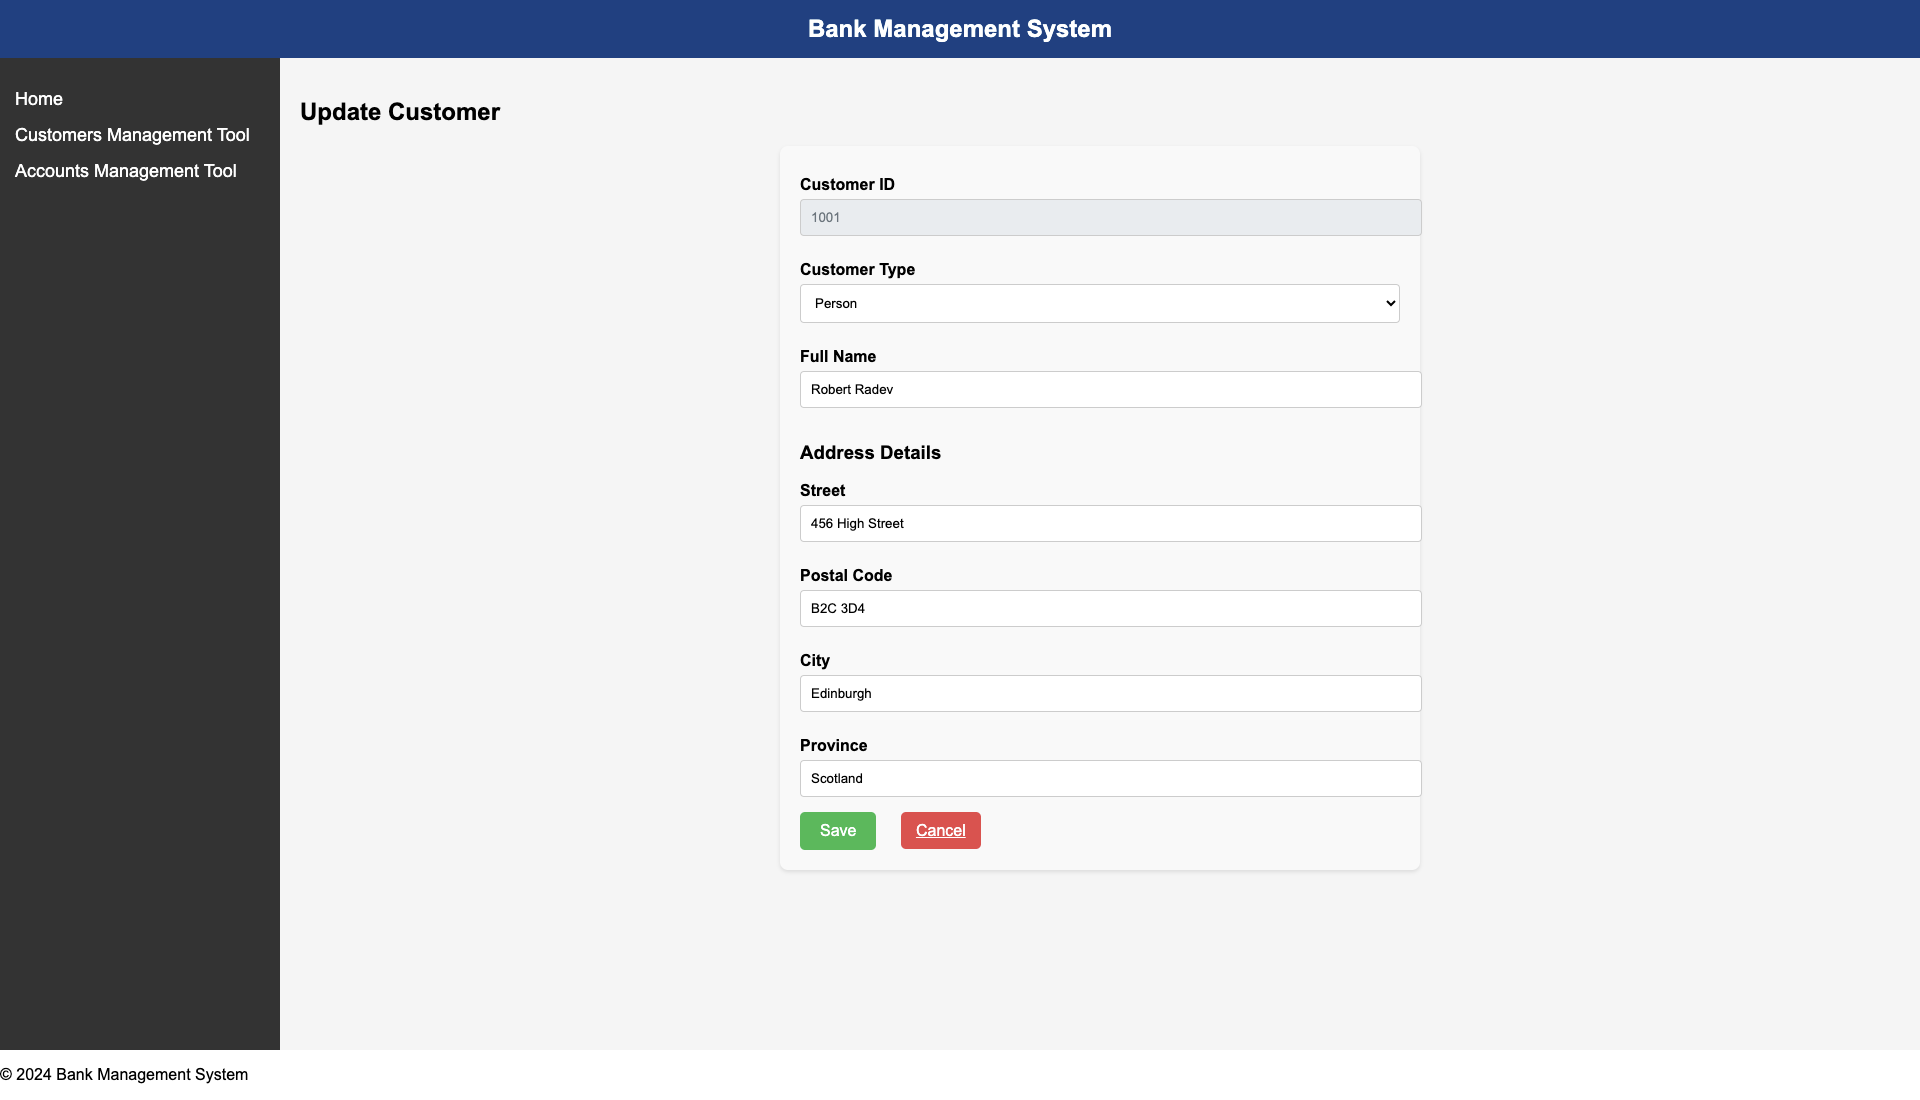 Bank Management System
Home
Customers Management Tool
Accounts Management Tool
Update Customer
Customer ID
1001
Customer Type
Person
Full Name
Robert Radev
Address Details
Street
456 High Street
Postal Code
B2C 3D4
City
Edinburgh
Province
Scotland
Save Cancel
© 2024 Bank Management System